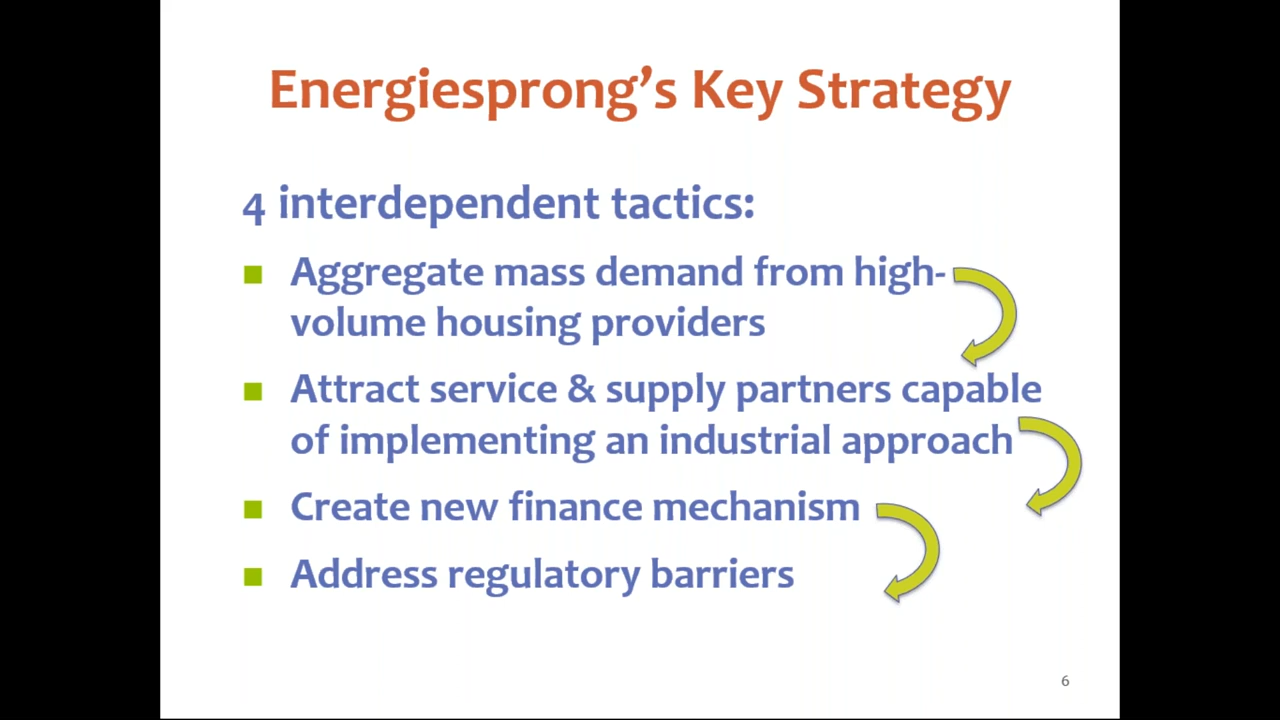 Energiesprong’s Key Strategy
4 interdependent tactics:
Aggregate mass demand from high-
volume housing providers
Attract service & supply partners capable
of implementing an industrial approach
Create new finance mechanism
Address regulatory barriers
6